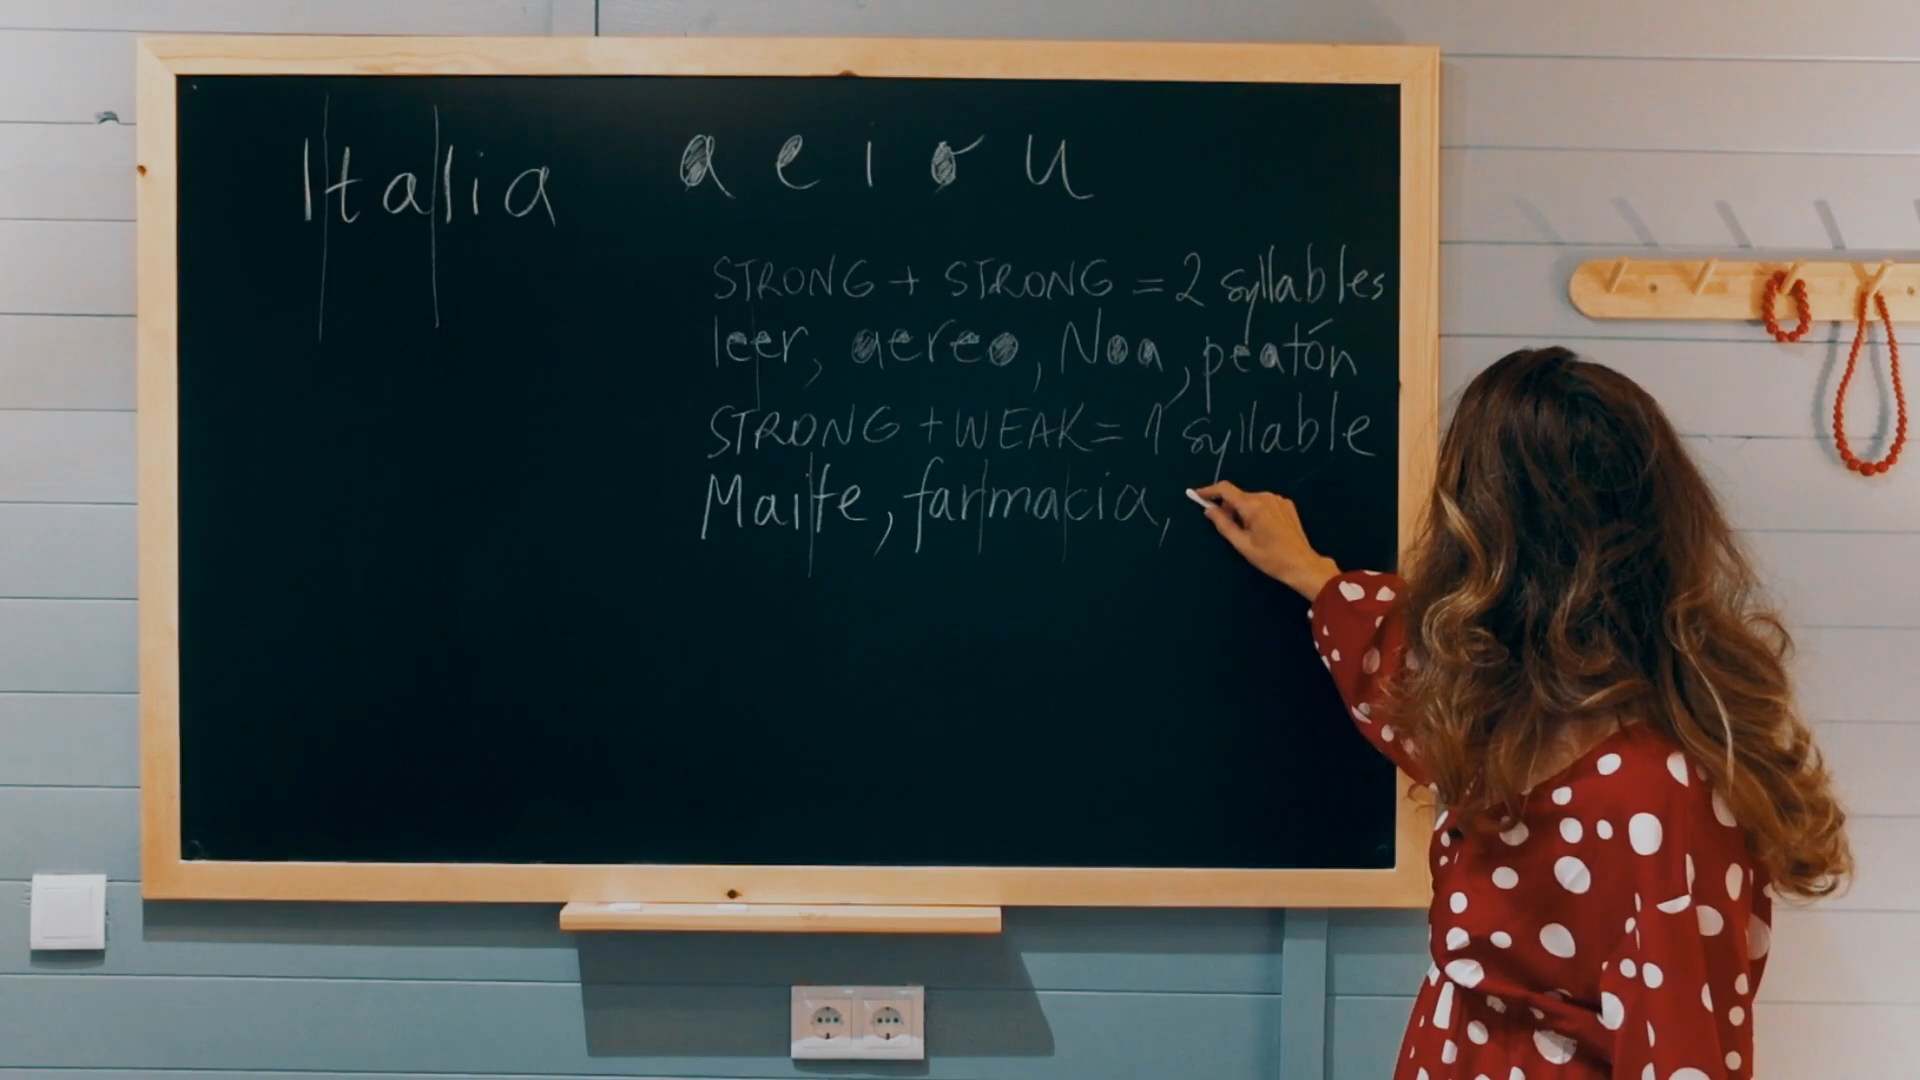 Italia
a e i o u
STRONG + STRONG = 2 syllables
leer, aereo, Noa, peatón
STRONG + WEAK = 1 syllable
Maite, farmacia,